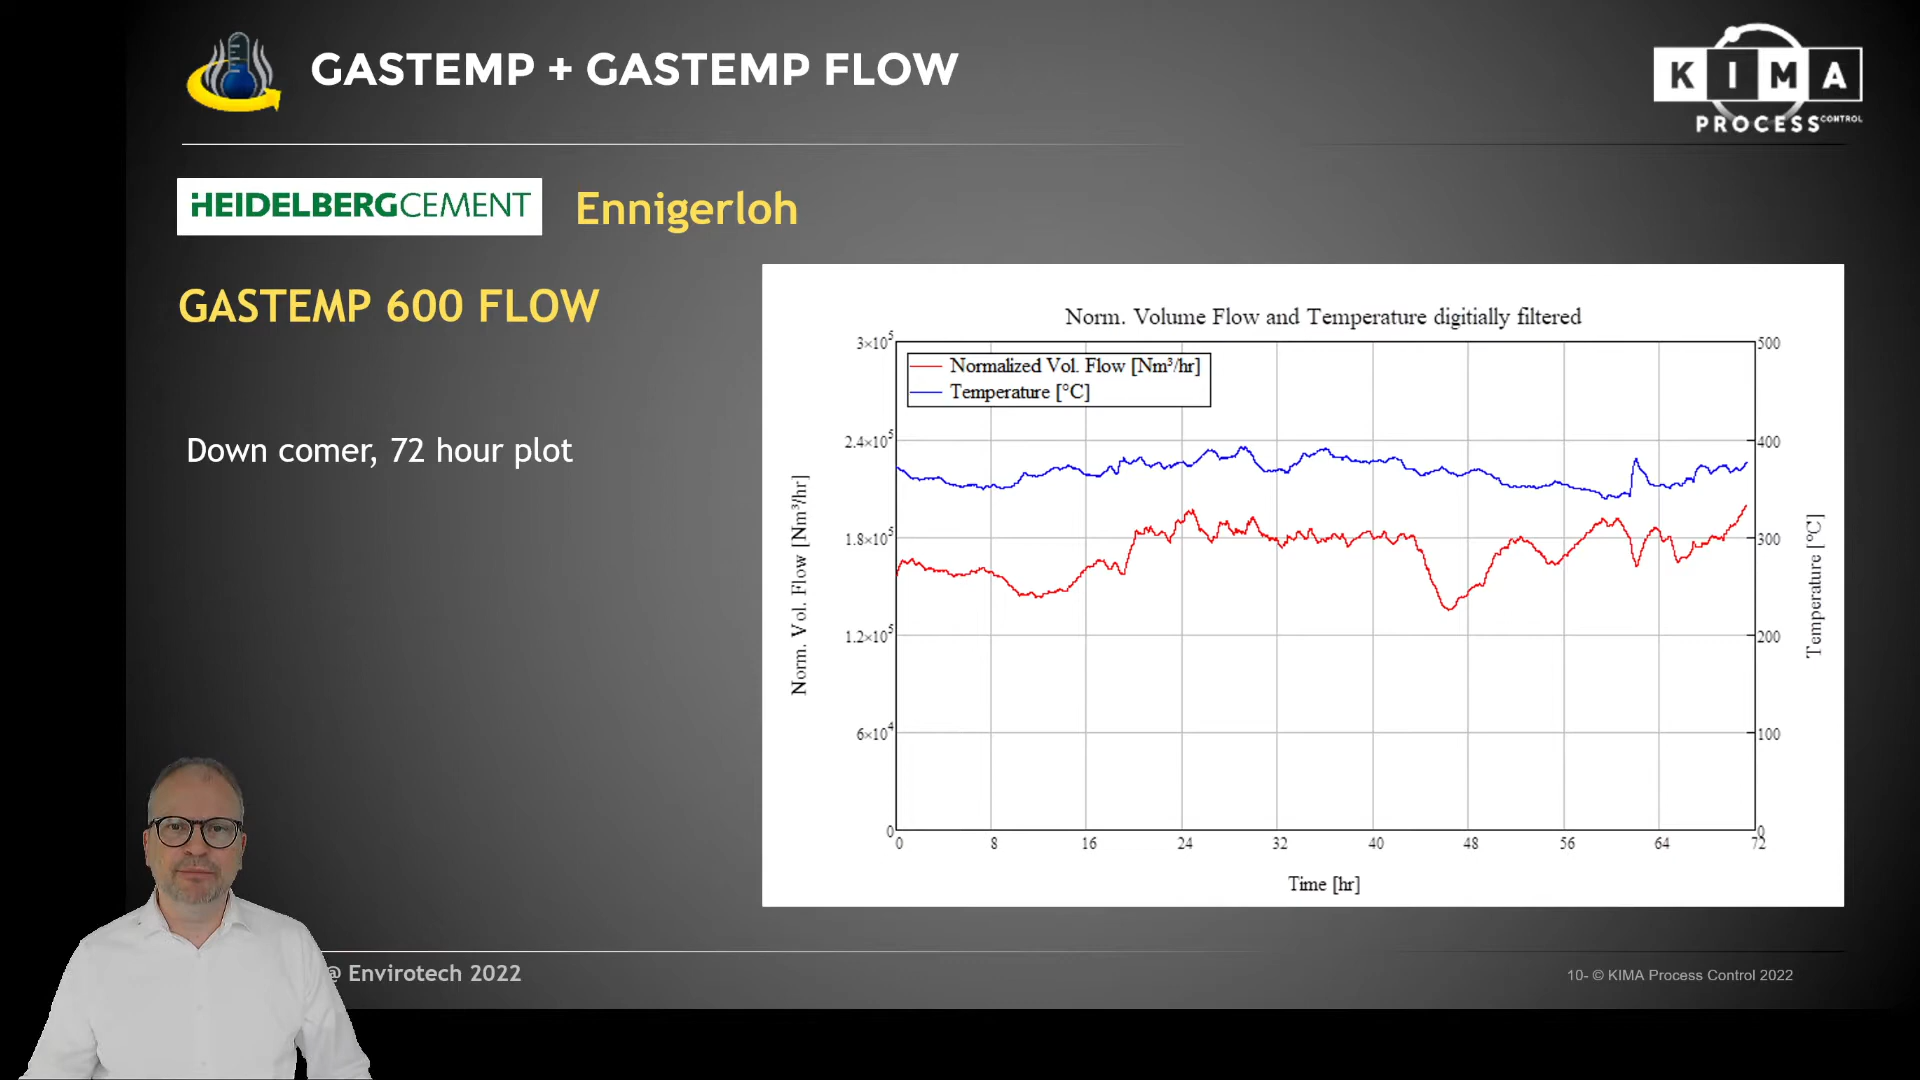 GASTEMP + GASTEMP FLOW
KIMA
PROCESS CONTROL
HEIDELBERGCEMENT
Ennigerloh
GASTEMP 600 FLOW
Down comer, 72 hour plot
Norm. Volume Flow and Temperature digitially filtered
Normalized Vol. Flow [Nm³/hr]
Temperature [°C]
3×10⁵
2.4×10⁵
1.8×10⁵
1.2×10⁵
6×10⁴
0
Norm. Vol. Flow [Nm³/hr]
500
400
300
200
100
0
Temperature [°C]
0 8 16 24 32 40 48 56 64 72
Time [hr]
@ Envirotech 2022
10- © KIMA Process Control 2022